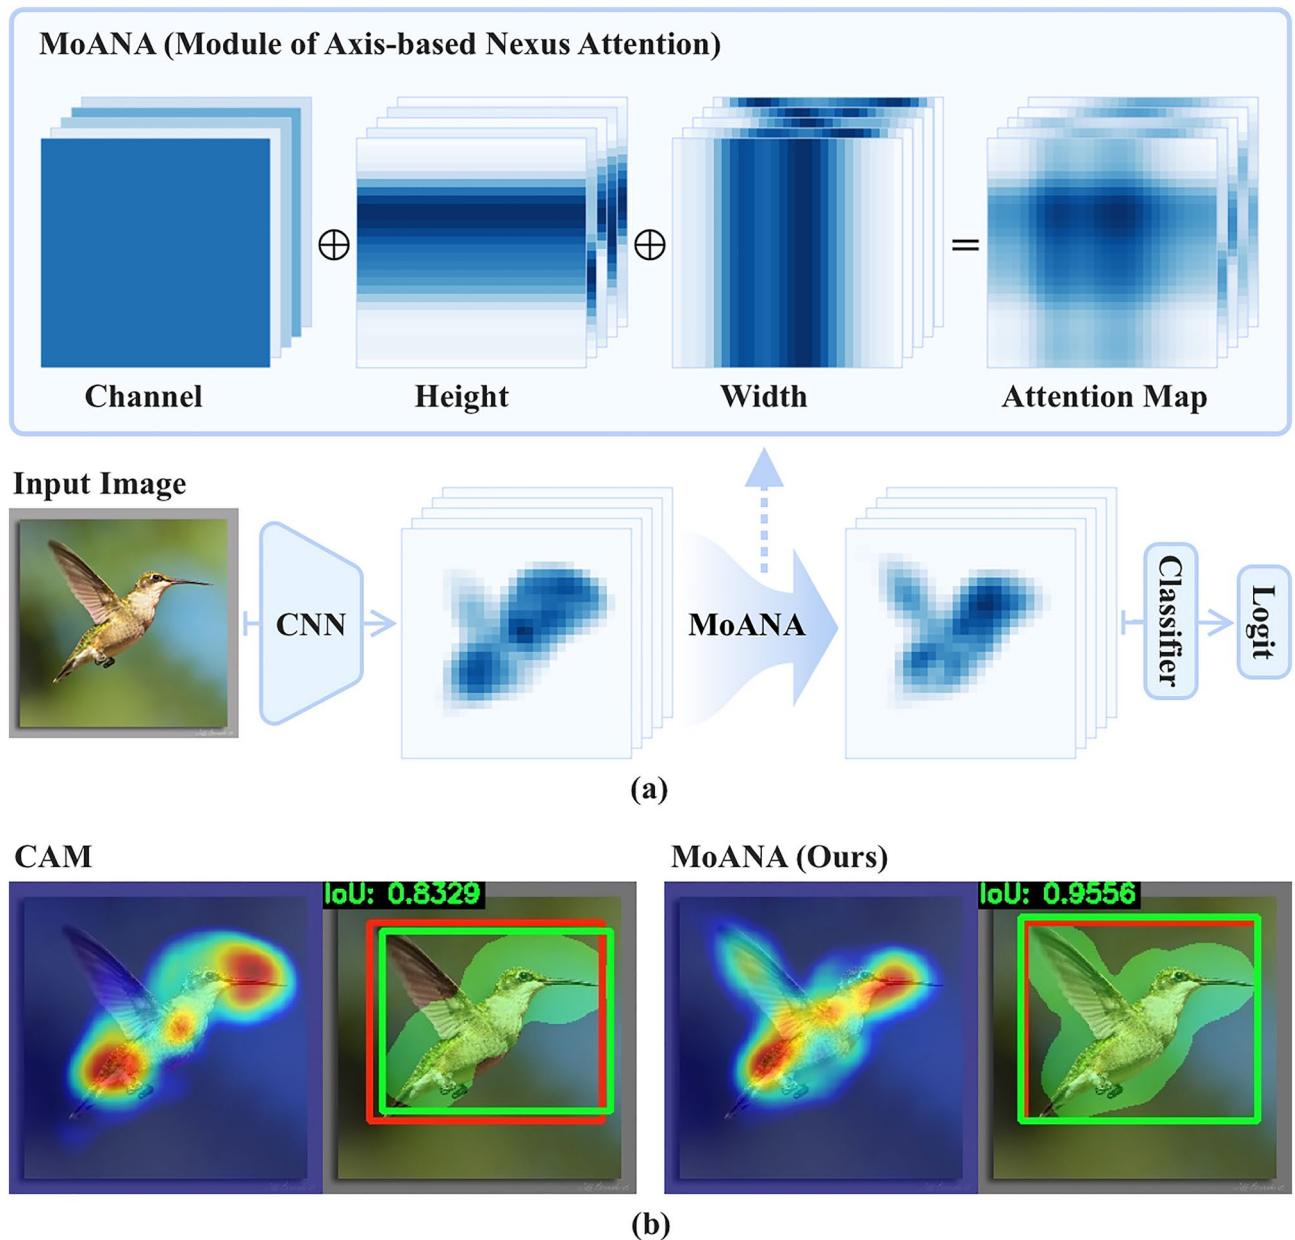 MoANA (Module of Axis-based Nexus Attention)
⊕ ⊕ =
Channel Height Width Attention Map
Input Image
CNN
MoANA
Classifier
Logit
(a)
CAM
MoANA (Ours)
IoU: 0.8329
IoU: 0.9556
(b)